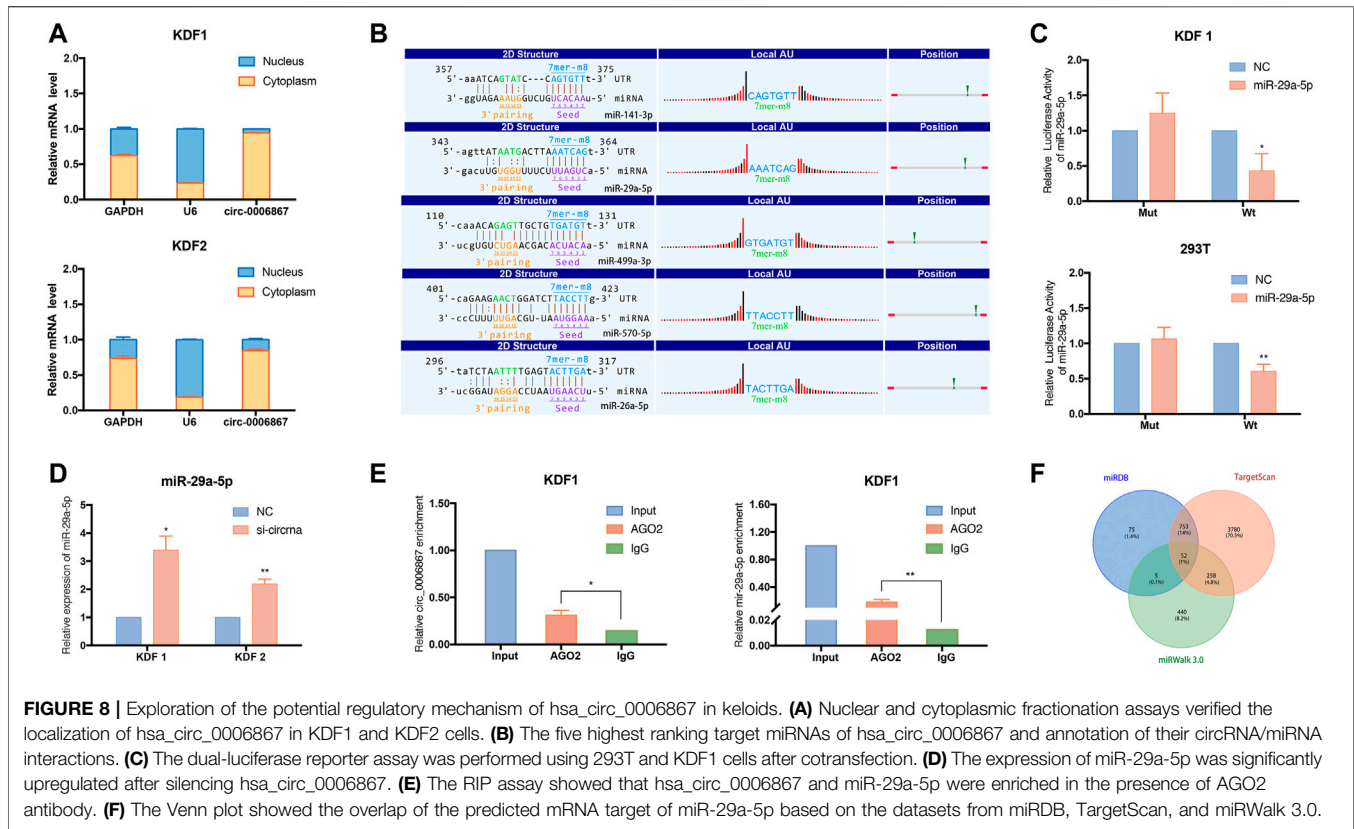 A
KDF1
Relative mRNA level
2.0
1.5
1.0
0.5
0.0
Nucleus
Cytoplasm
GAPDH U6 circ-0006867
KDF2
Relative mRNA level
2.0
1.5
1.0
0.5
0.0
Nucleus
Cytoplasm
GAPDH U6 circ-0006867
B
2D Structure Local AU Position
357 7mer-m8 375
5'-aaATCAGTATC---CAGTGTTt-3' UTR
3'-ggUAGAAAUGGUCUGUCACAAu-5' miRNA
3'pairing Seed
miR-141-3p
CAGTGTT
7mer-m8
2D Structure Local AU Position
343 7mer-m8 364
5'-agttATAATGACTTAAATCAGt-3' UTR
3'-gacuUGUGGUUUUCUUUAGUCa-5' miRNA
3'pairing Seed
miR-29a-5p
AAATCAG
7mer-m8
2D Structure Local AU Position
110 7mer-m8 131
5'-caaACAGAGTTGCTGTGATGTt-3' UTR
3'-ucgUGUCUGAACGACACUACAa-5' miRNA
3'pairing Seed
miR-499a-3p
GTGATGT
7mer-m8
2D Structure Local AU Position
401 7mer-m8 423
5'-caGAAGAACTGGATCTTACCTTg-3' UTR
3'-ccCUUUUUGACGU-UAAUGGAAa-5' miRNA
3'pairing Seed
miR-570-5p
TTACCTT
7mer-m8
2D Structure Local AU Position
296 7mer-m8 317
5'-taTCTAATTTTGAGTACTTGAt-3' UTR
3'-ucGGAUAGGACCUAAUGAACUu-5' miRNA
3'pairing Seed
miR-26a-5p
TACTTGA
7mer-m8
C
KDF 1
Relative Luciferase Activity
of miR-29a-5p
2.0
1.5
1.0
0.5
0.0
NC
miR-29a-5p
*
Mut Wt
293T
Relative Luciferase Activity
of miR-29a-5p
2.0
1.5
1.0
0.5
0.0
NC
miR-29a-5p
**
Mut Wt
D
miR-29a-5p
Relative expression of miR-29a-5p
5
4
3
2
1
0
NC
si-circrna
* **
KDF 1 KDF 2
E
KDF1
Relative circ_0006867 enrichment
1.50
1.00
0.50
0.00
Input
AGO2
IgG
*
Input AGO2 IgG
KDF1
Relative mir-29a-5p enrichment
1.60
1.20
0.80
0.40
0.02
0.00
Input
AGO2
IgG
**
Input AGO2 IgG
F
miRDB
TargetScan
75
(1.4%)
753
(14%)
3780
(70.5%)
52
(1%)
5
(0.1%)
258
(4.8%)
440
(8.2%)
miRWalk 3.0
FIGURE 8 | Exploration of the potential regulatory mechanism of hsa_circ_0006867 in keloids. (A) Nuclear and cytoplasmic fractionation assays verified the
localization of hsa_circ_0006867 in KDF1 and KDF2 cells. (B) The five highest ranking target miRNAs of hsa_circ_0006867 and annotation of their circRNA/miRNA
interactions. (C) The dual-luciferase reporter assay was performed using 293T and KDF1 cells after cotransfection. (D) The expression of miR-29a-5p was significantly
upregulated after silencing hsa_circ_0006867. (E) The RIP assay showed that hsa_circ_0006867 and miR-29a-5p were enriched in the presence of AGO2
antibody. (F) The Venn plot showed the overlap of the predicted mRNA target of miR-29a-5p based on the datasets from miRDB, TargetScan, and miRWalk 3.0.